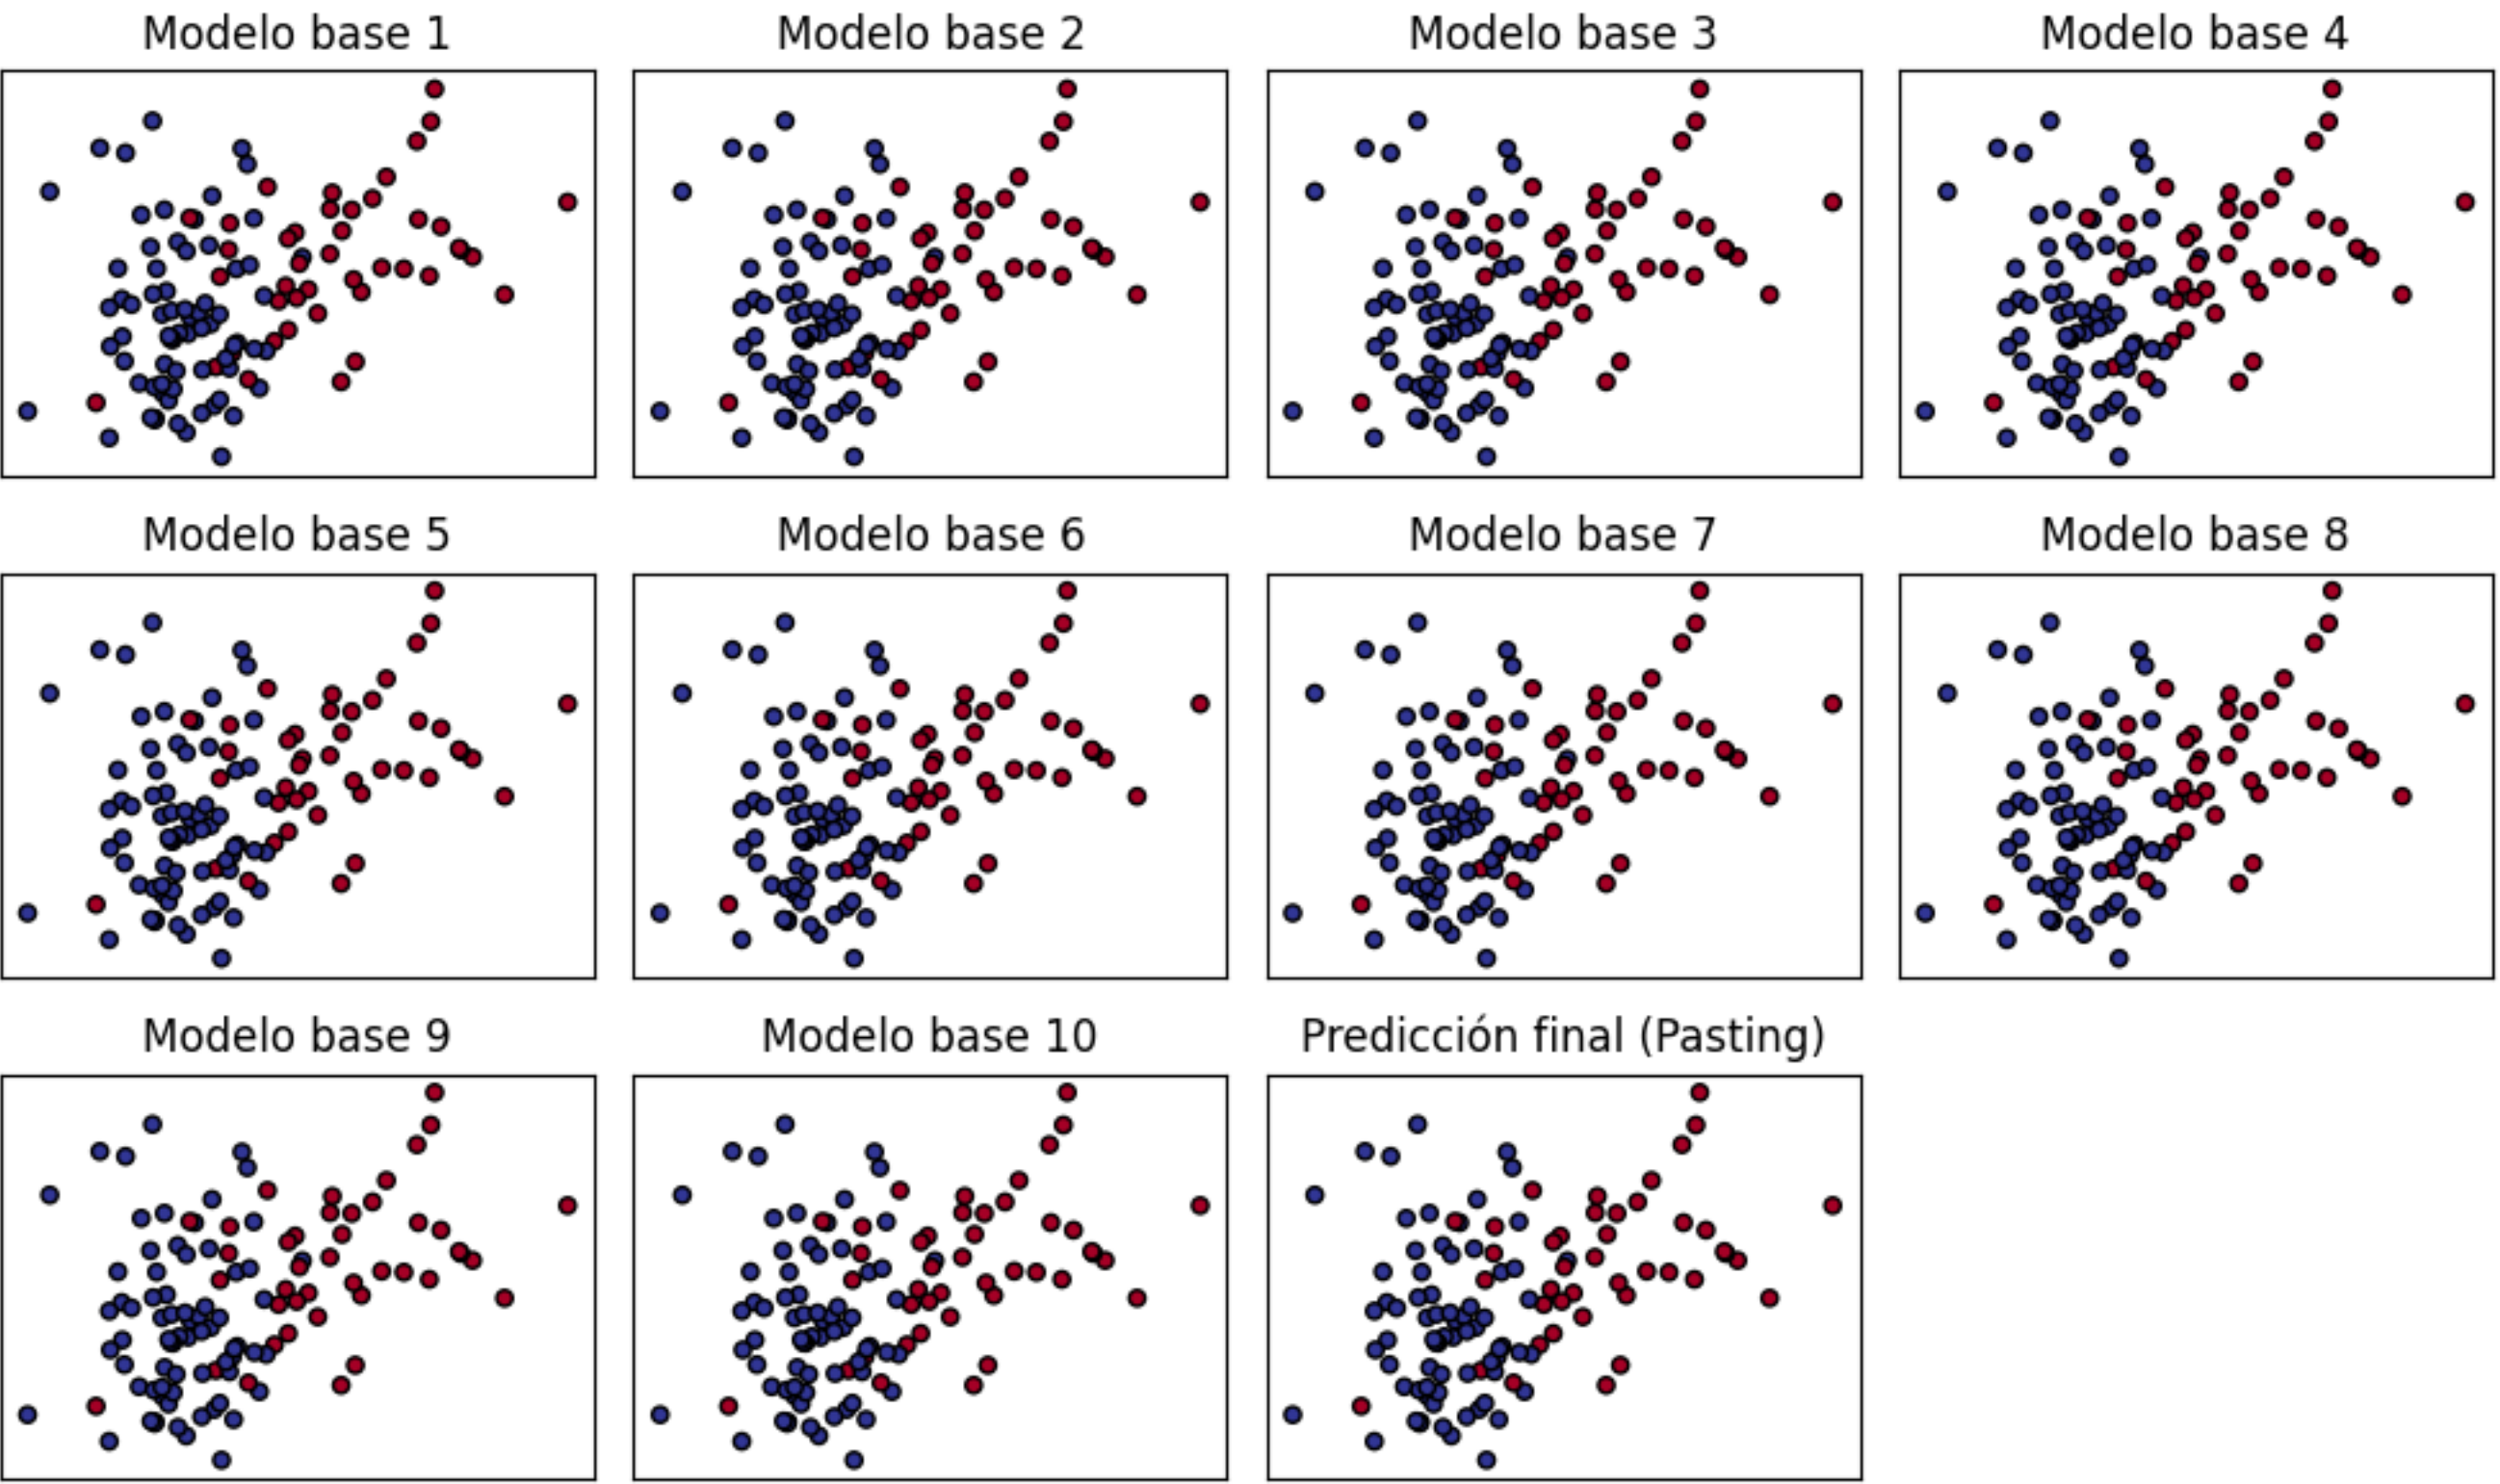 Modelo base 1
Modelo base 2
Modelo base 3
Modelo base 4
Modelo base 5
Modelo base 6
Modelo base 7
Modelo base 8
Modelo base 9
Modelo base 10
Predicción final (Pasting)